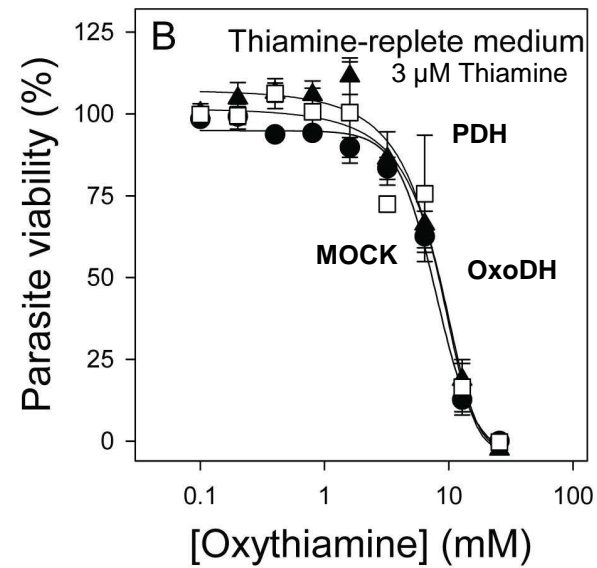 B
Thiamine-replete medium
3 µM Thiamine
PDH
MOCK
OxoDH
Parasite viability (%)
125
100
75
50
25
0
0.1 1 10 100
[Oxythiamine] (mM)